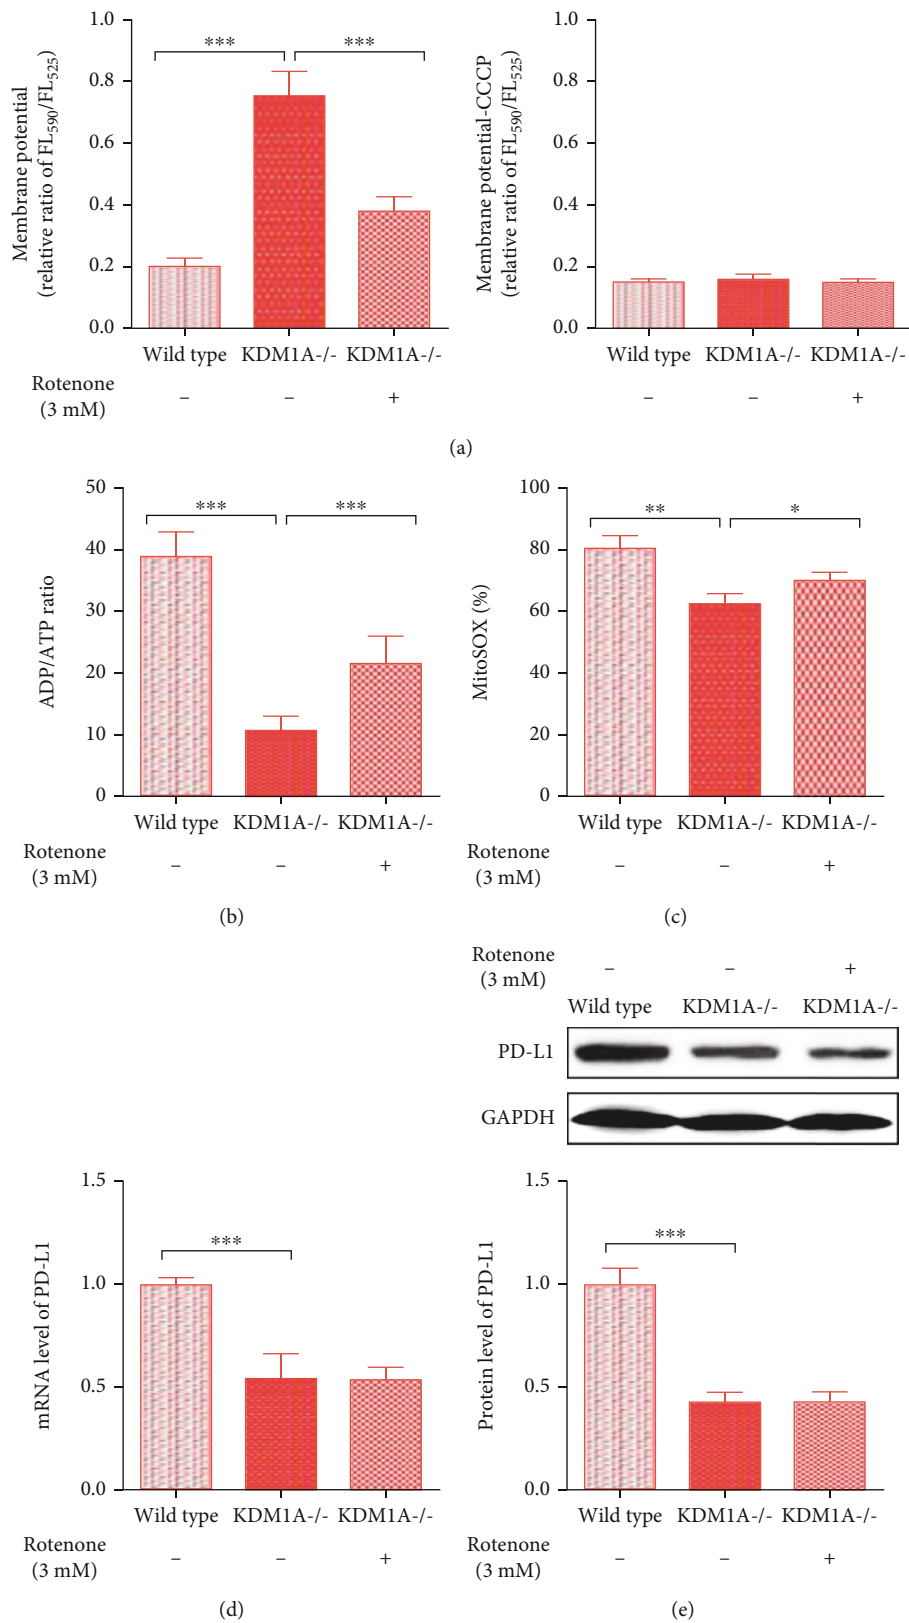 Membrane potential
(relative ratio of FL590/FL525)
1.0
0.8
0.6
0.4
0.2
0.0
***
***
Wild type
KDM1A-/-
KDM1A-/-
Rotenone
(3 mM)
–
–
+
Membrane potential-CCCP
(relative ratio of FL590/FL525)
1.0
0.8
0.6
0.4
0.2
0.0
Wild type
KDM1A-/-
KDM1A-/-
–
–
+
(a)
ADP/ATP ratio
50
40
30
20
10
0
***
***
Wild type
KDM1A-/-
KDM1A-/-
Rotenone
(3 mM)
–
–
+
(b)
MitoSOX (%)
100
80
60
40
20
0
**
*
Wild type
KDM1A-/-
KDM1A-/-
Rotenone
(3 mM)
–
–
+
(c)
mRNA level of PD-L1
1.5
1.0
0.5
0.0
***
Wild type
KDM1A-/-
KDM1A-/-
Rotenone
(3 mM)
–
–
+
(d)
Rotenone
(3 mM)
–
–
+
Wild type
KDM1A-/-
KDM1A-/-
PD-L1
GAPDH
Protein level of PD-L1
1.5
1.0
0.5
0.0
***
Wild type
KDM1A-/-
KDM1A-/-
Rotenone
(3 mM)
–
–
+
(e)